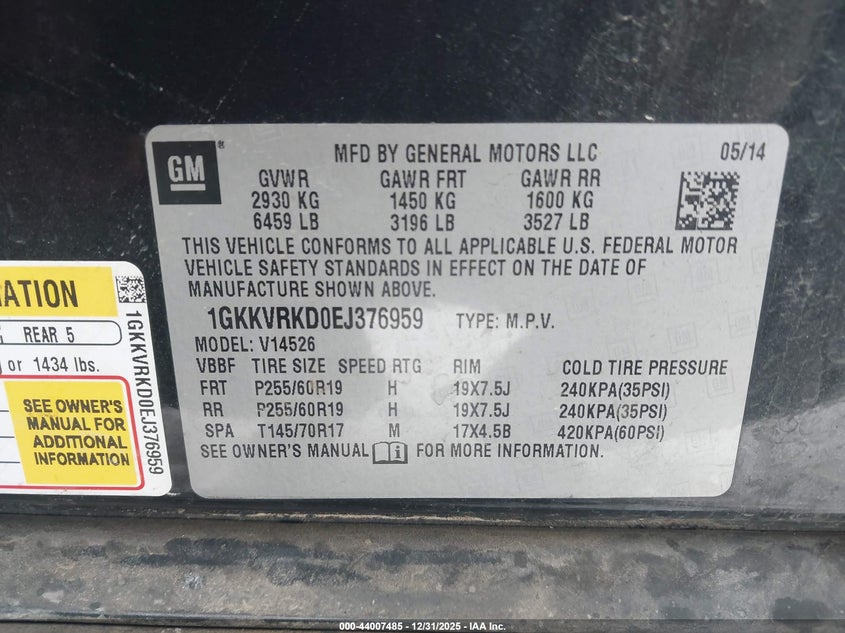 GM
®
MFD BY GENERAL MOTORS LLC 05/14
GVWR GAWR FRT GAWR RR
2930 KG 1450 KG 1600 KG
6459 LB 3196 LB 3527 LB
THIS VEHICLE CONFORMS TO ALL APPLICABLE U.S. FEDERAL MOTOR
VEHICLE SAFETY STANDARDS IN EFFECT ON THE DATE OF
MANUFACTURE SHOWN ABOVE.
1GKKVRKD0EJ376959 TYPE: M.P.V.
MODEL: V14526
VBBF TIRE SIZE SPEED RTG RIM COLD TIRE PRESSURE
FRT P255/60R19 H 19X7.5J 240KPA(35PSI)
RR P255/60R19 H 19X7.5J 240KPA(35PSI)
SPA T145/70R17 M 17X4.5B 420KPA(60PSI)
SEE OWNER'S MANUAL i FOR MORE INFORMATION.
MATION
REAR 5
or 1434 lbs.
SEE OWNER'S
MANUAL FOR
ADDITIONAL
INFORMATION
1GKKVRKD0EJ376959
000-44007485 - 12/31/2025 - IAA Inc.